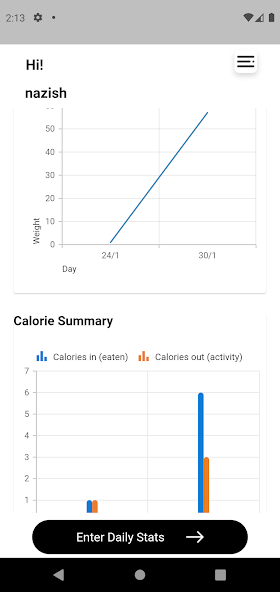 2:13
Hi!
nazish
50
40
30
20
10
0
Weight
24/1 30/1
Day
Calorie Summary
Calories in (eaten) Calories out (activity)
7
6
5
4
3
2
1
Enter Daily Stats